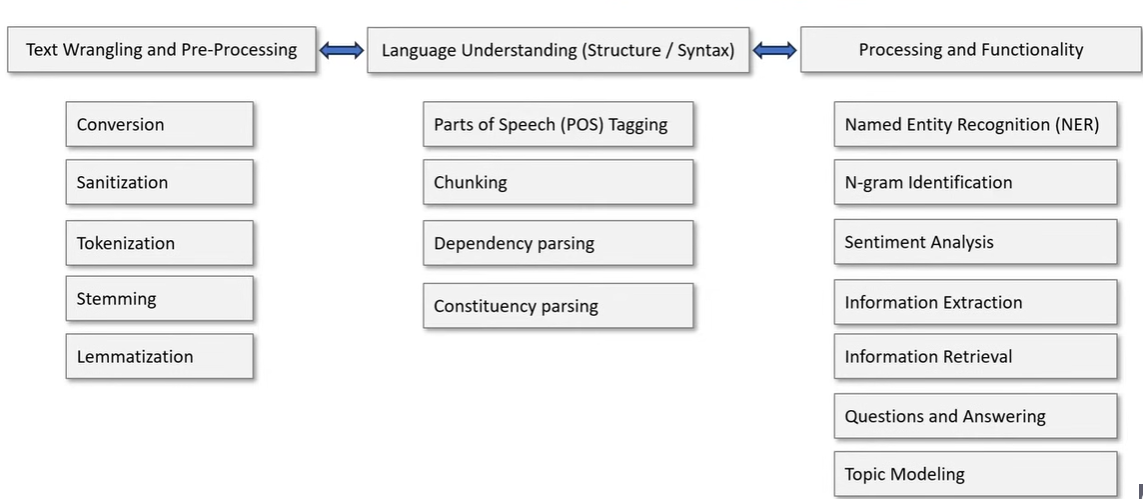 Text Wrangling and Pre-Processing
Language Understanding (Structure / Syntax)
Processing and Functionality
Conversion
Sanitization
Tokenization
Stemming
Lemmatization
Parts of Speech (POS) Tagging
Chunking
Dependency parsing
Constituency parsing
Named Entity Recognition (NER)
N-gram Identification
Sentiment Analysis
Information Extraction
Information Retrieval
Questions and Answering
Topic Modeling